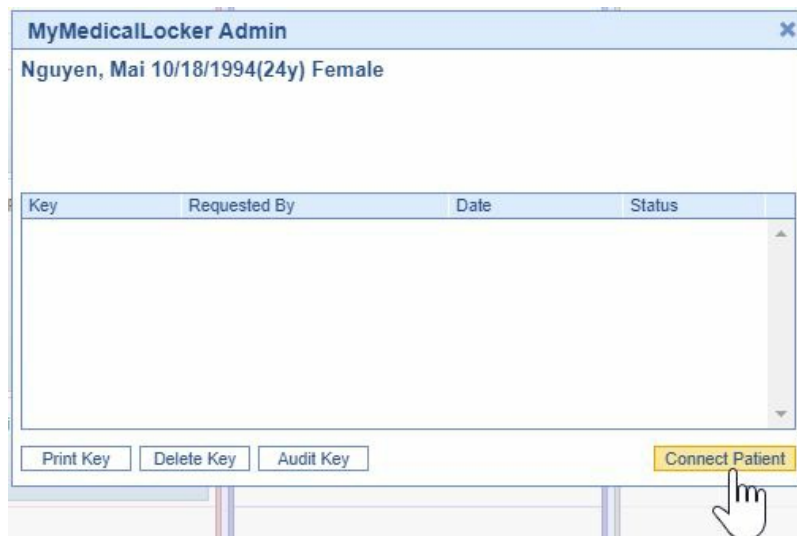 MyMedicalLocker Admin
Nguyen, Mai 10/18/1994(24y) Female
Key Requested By Date Status
Print Key Delete Key Audit Key Connect Patient